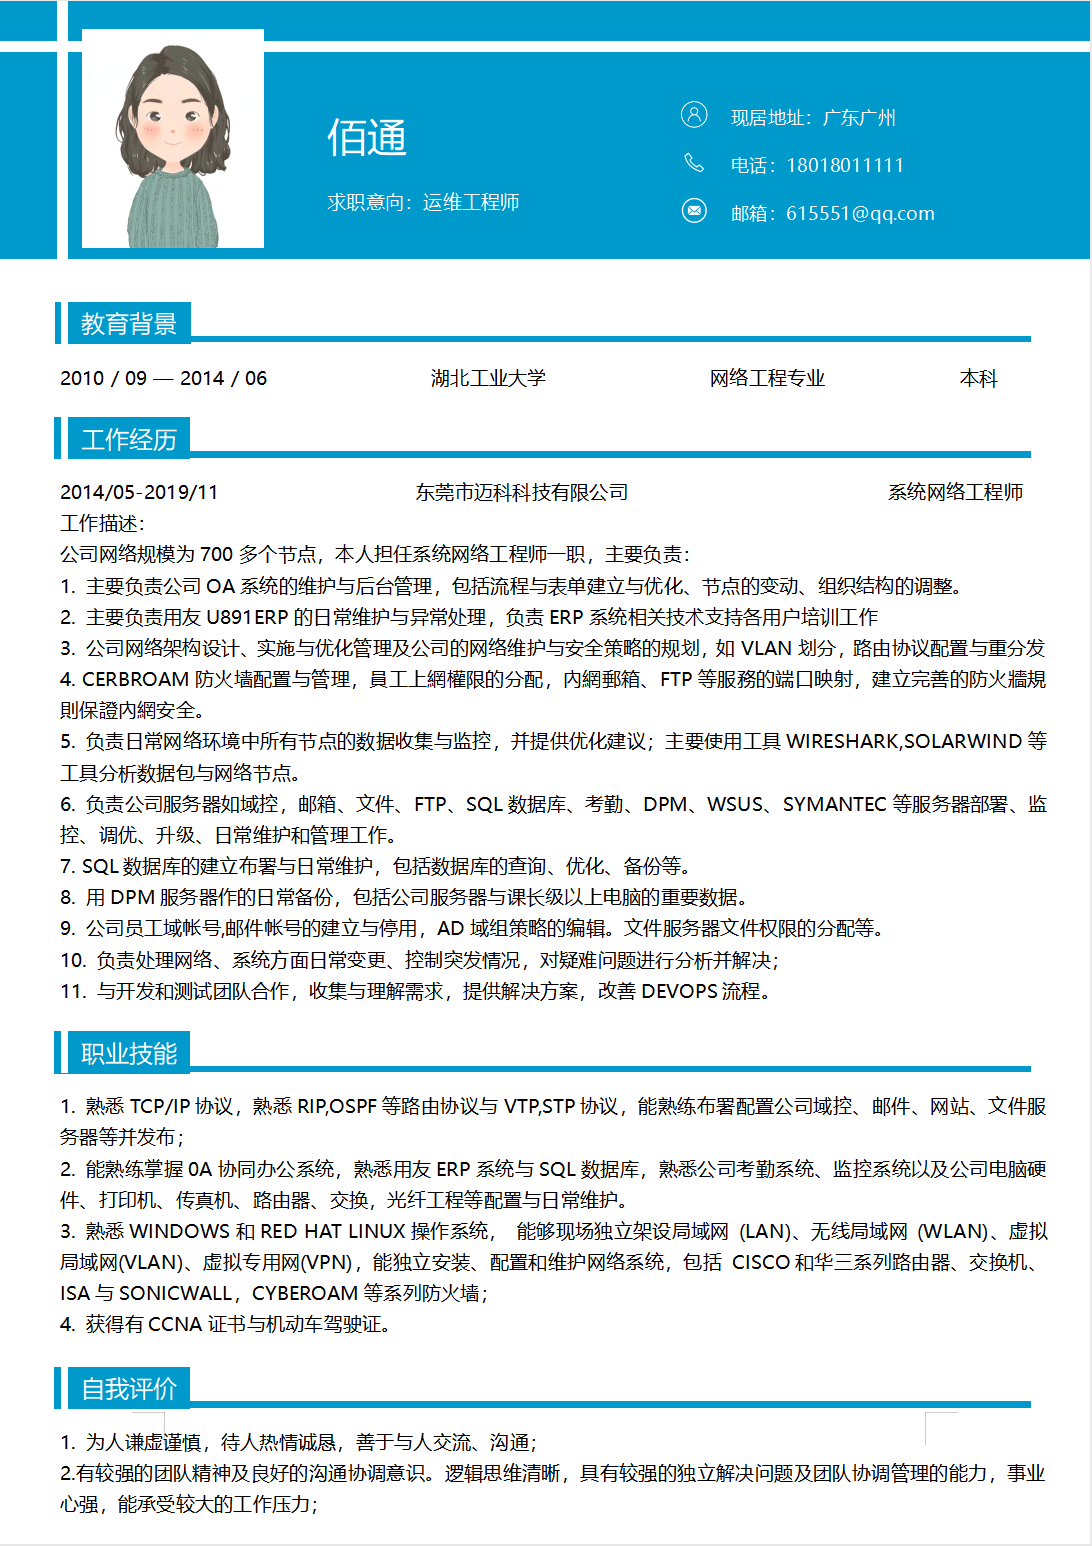 佰通
求职意向：运维工程师
现居地址：广东广州
电话：18018011111
邮箱：615551@qq.com
教育背景
2010 / 09 — 2014 / 06 湖北工业大学 网络工程专业 本科
工作经历
2014/05-2019/11 东莞市迈科科技有限公司 系统网络工程师
工作描述：
公司网络规模为 700 多个节点，本人担任系统网络工程师一职，主要负责：
1. 主要负责公司 OA 系统的维护与后台管理，包括流程与表单建立与优化、节点的变动、组织结构的调整。
2. 主要负责用友 U891ERP 的日常维护与异常处理，负责 ERP 系统相关技术支持各用户培训工作
3. 公司网络架构设计、实施与优化管理及公司的网络维护与安全策略的规划，如 VLAN 划分，路由协议配置与重分发
4. CERBROAM 防火墙配置与管理，員工上網權限的分配，内網郵箱、FTP 等服務的端口映射，建立完善的防火牆規
則保證内網安全。
5. 负责日常网络环境中所有节点的数据收集与监控，并提供优化建议；主要使用工具 WIRESHARK,SOLARWIND 等
工具分析数据包与网络节点。
6. 负责公司服务器如域控，邮箱、文件、FTP、SQL 数据库、考勤、DPM、WSUS、SYMANTEC 等服务器部署、监
控、调优、升级、日常维护和管理工作。
7. SQL 数据库的建立布署与日常维护，包括数据库的查询、优化、备份等。
8. 用 DPM 服务器作的日常备份，包括公司服务器与课长级以上电脑的重要数据。
9. 公司员工域帐号,邮件帐号的建立与停用，AD 域组策略的编辑。文件服务器文件权限的分配等。
10. 负责处理网络、系统方面日常变更、控制突发情况，对疑难问题进行分析并解决；
11. 与开发和测试团队合作，收集与理解需求，提供解决方案，改善 DEVOPS 流程。
职业技能
1. 熟悉 TCP/IP 协议，熟悉 RIP,OSPF 等路由协议与 VTP,STP 协议，能熟练布署配置公司域控、邮件、网站、文件服
务器等并发布；
2. 能熟练掌握 0A 协同办公系统，熟悉用友 ERP 系统与 SQL 数据库，熟悉公司考勤系统、监控系统以及公司电脑硬
件、打印机、传真机、路由器、交换，光纤工程等配置与日常维护。
3. 熟悉 WINDOWS 和 RED HAT LINUX 操作系统， 能够现场独立架设局域网 (LAN)、无线局域网 (WLAN)、虚拟
局域网(VLAN)、虚拟专用网(VPN)，能独立安装、配置和维护网络系统，包括 CISCO 和华三系列路由器、交换机、
ISA 与 SONICWALL，CYBEROAM 等系列防火墙；
4. 获得有 CCNA 证书与机动车驾驶证。
自我评价
1. 为人谦虚谨慎，待人热情诚恳，善于与人交流、沟通；
2.有较强的团队精神及良好的沟通协调意识。逻辑思维清晰，具有较强的独立解决问题及团队协调管理的能力，事业
心强，能承受较大的工作压力；